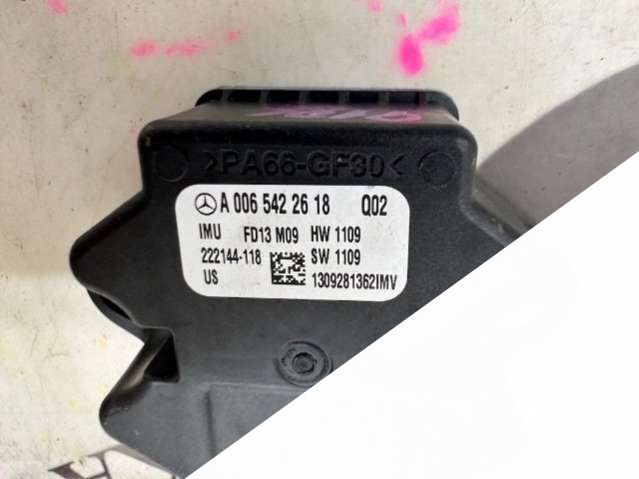 >PA66-GF30<
A 006 542 26 18 Q02
IMU FD13 M09 HW 1109
222144-118 SW 1109
US 1309281362IMV